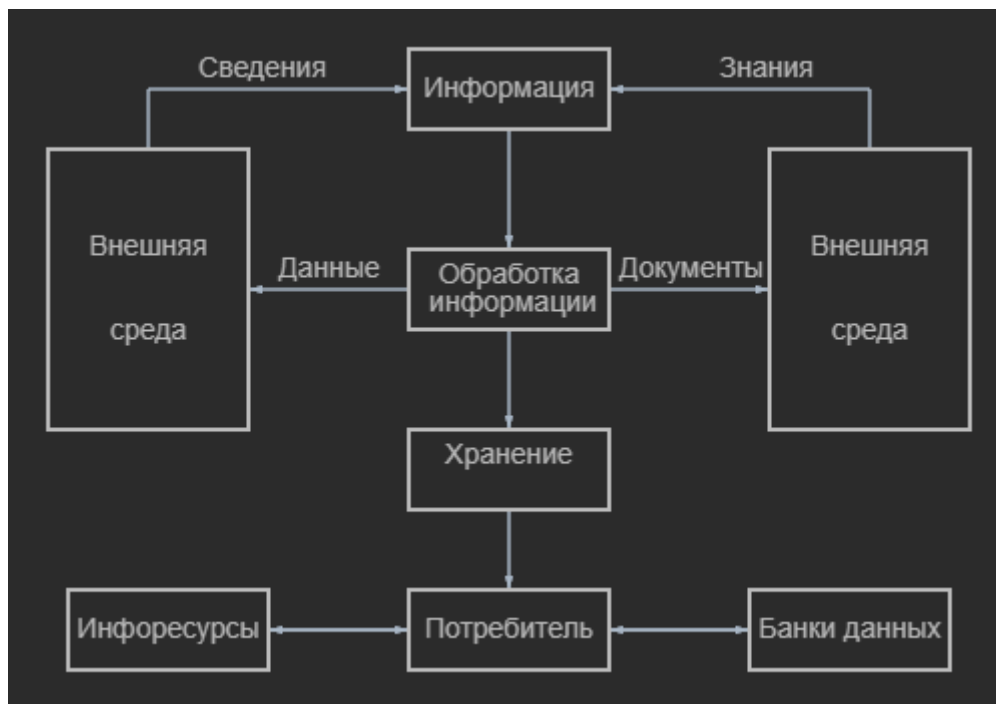 Сведения
Знания
Информация
Внешняя
среда
Данные
Обработка
информации
Документы
Внешняя
среда
Хранение
Инфоресурсы
Потребитель
Банки данных